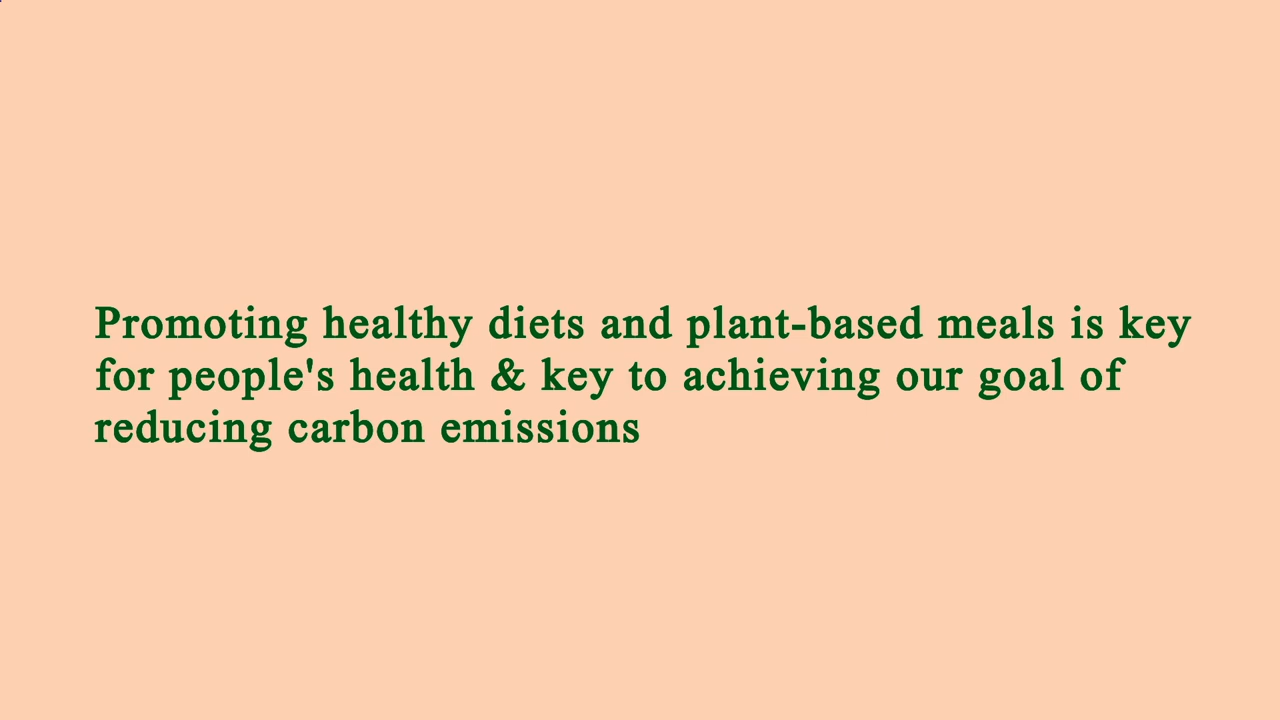 Promoting healthy diets and plant-based meals is key
for people's health & key to achieving our goal of
reducing carbon emissions